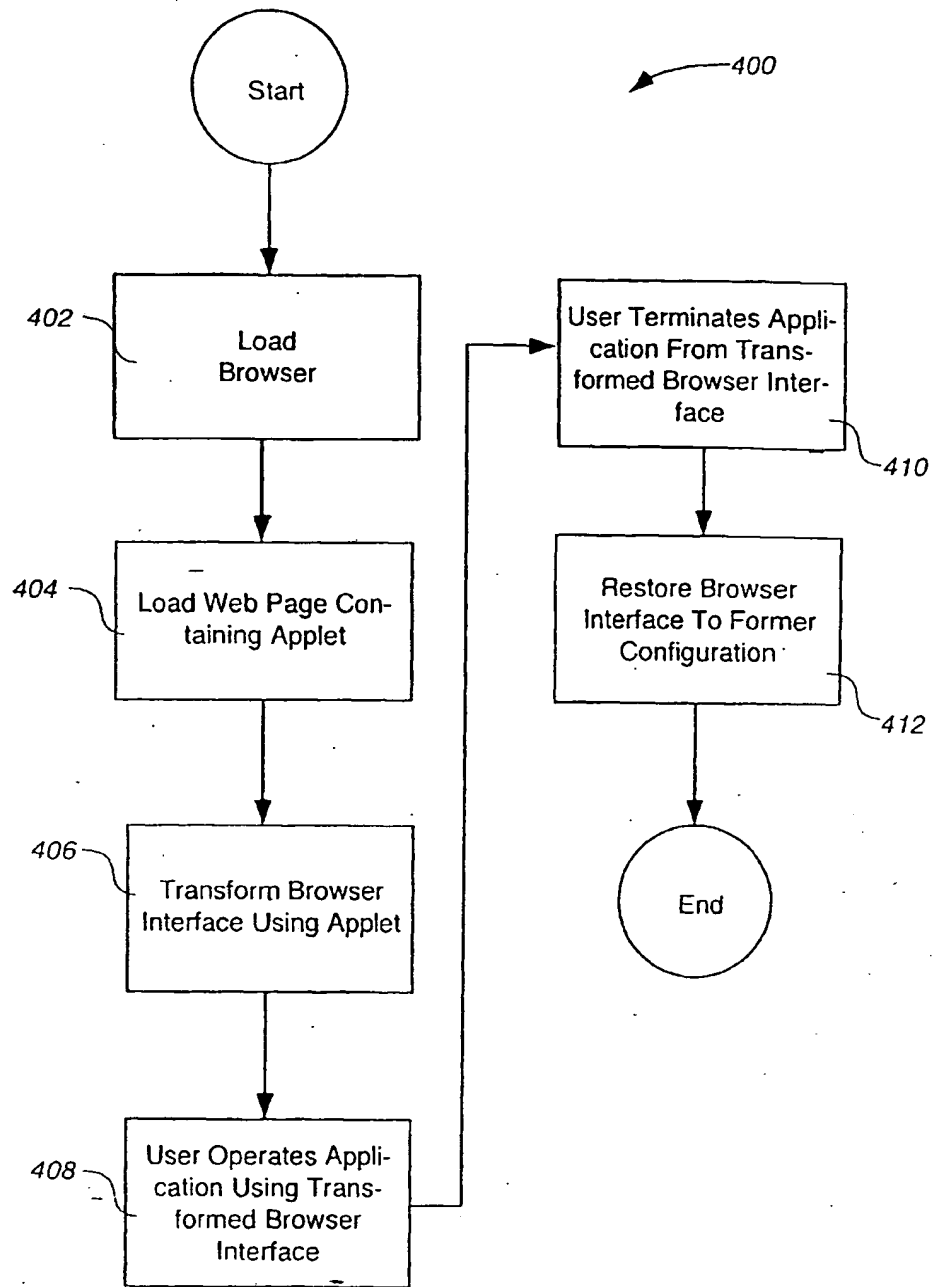 Start
400
402
Load
Browser
404
Load Web Page Con-
taining Applet
406
Transform Browser
Interface Using Applet
408
User Operates Appli-
cation Using Trans-
formed Browser
Interface
User Terminates Appli-
cation From Trans-
formed Browser Inter-
face
410
Restore Browser
Interface To Former
Configuration
412
End